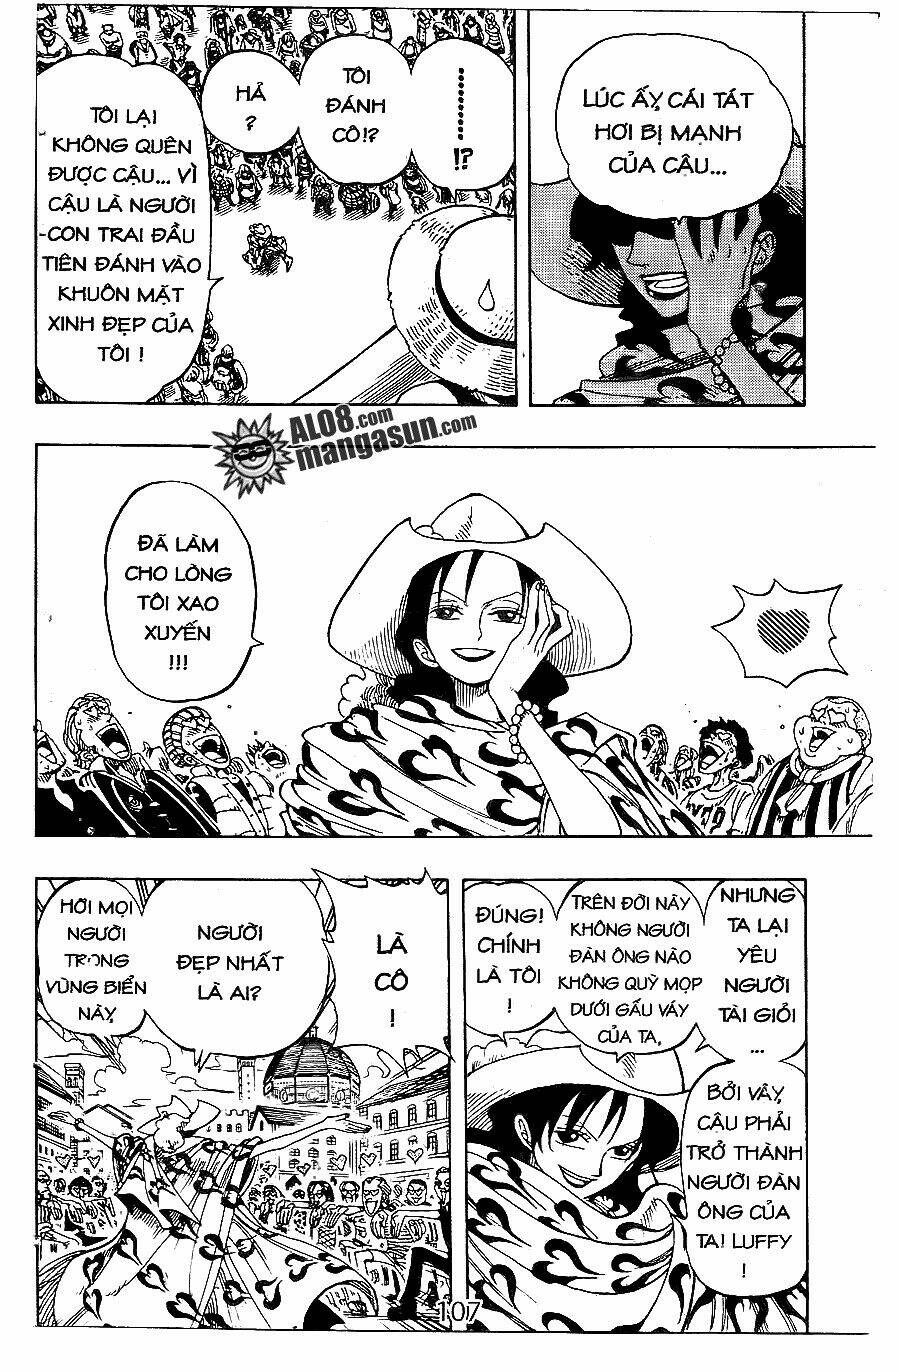 LÚC ẤY, CÁI TÁT
HƠI BỊ MẠNH
CỦA CẬU...
......... !?
TÔI
ĐÁNH
CÔ!?
HẢ
?
TÔI LẠI
KHÔNG QUÊN
ĐƯỢC CẬU... VÌ
CẬU LÀ NGƯỜI
CON TRAI ĐẦU
TIÊN ĐÁNH VÀO
KHUÔN MẶT
XINH ĐẸP CỦA
TÔI !
ALO8.com
mangasun.com
ĐÃ LÀM
CHO LÒNG
TÔI XAO
XUYẾN
!!!
NHƯNG
TA LẠI
YÊU
NGƯỜI
TÀI GIỎI
...
TRÊN ĐỜI NÀY
KHÔNG NGƯỜI
ĐÀN ÔNG NÀO
KHÔNG QUỲ MỌP
DƯỚI GẤU VÁY
CỦA TA,
BỞI VẬY,
CẬU PHẢI
TRỞ THÀNH
NGƯỜI ĐÀN
ÔNG CỦA
TA! LUFFY
!
ĐÚNG!
CHÍNH
LÀ TÔI
!
LÀ
CÔ
!
NGƯỜI
ĐẸP NHẤT
LÀ AI?
HỠI MỌI
NGƯỜI
TRONG
VÙNG BIỂN
NÀY,
107